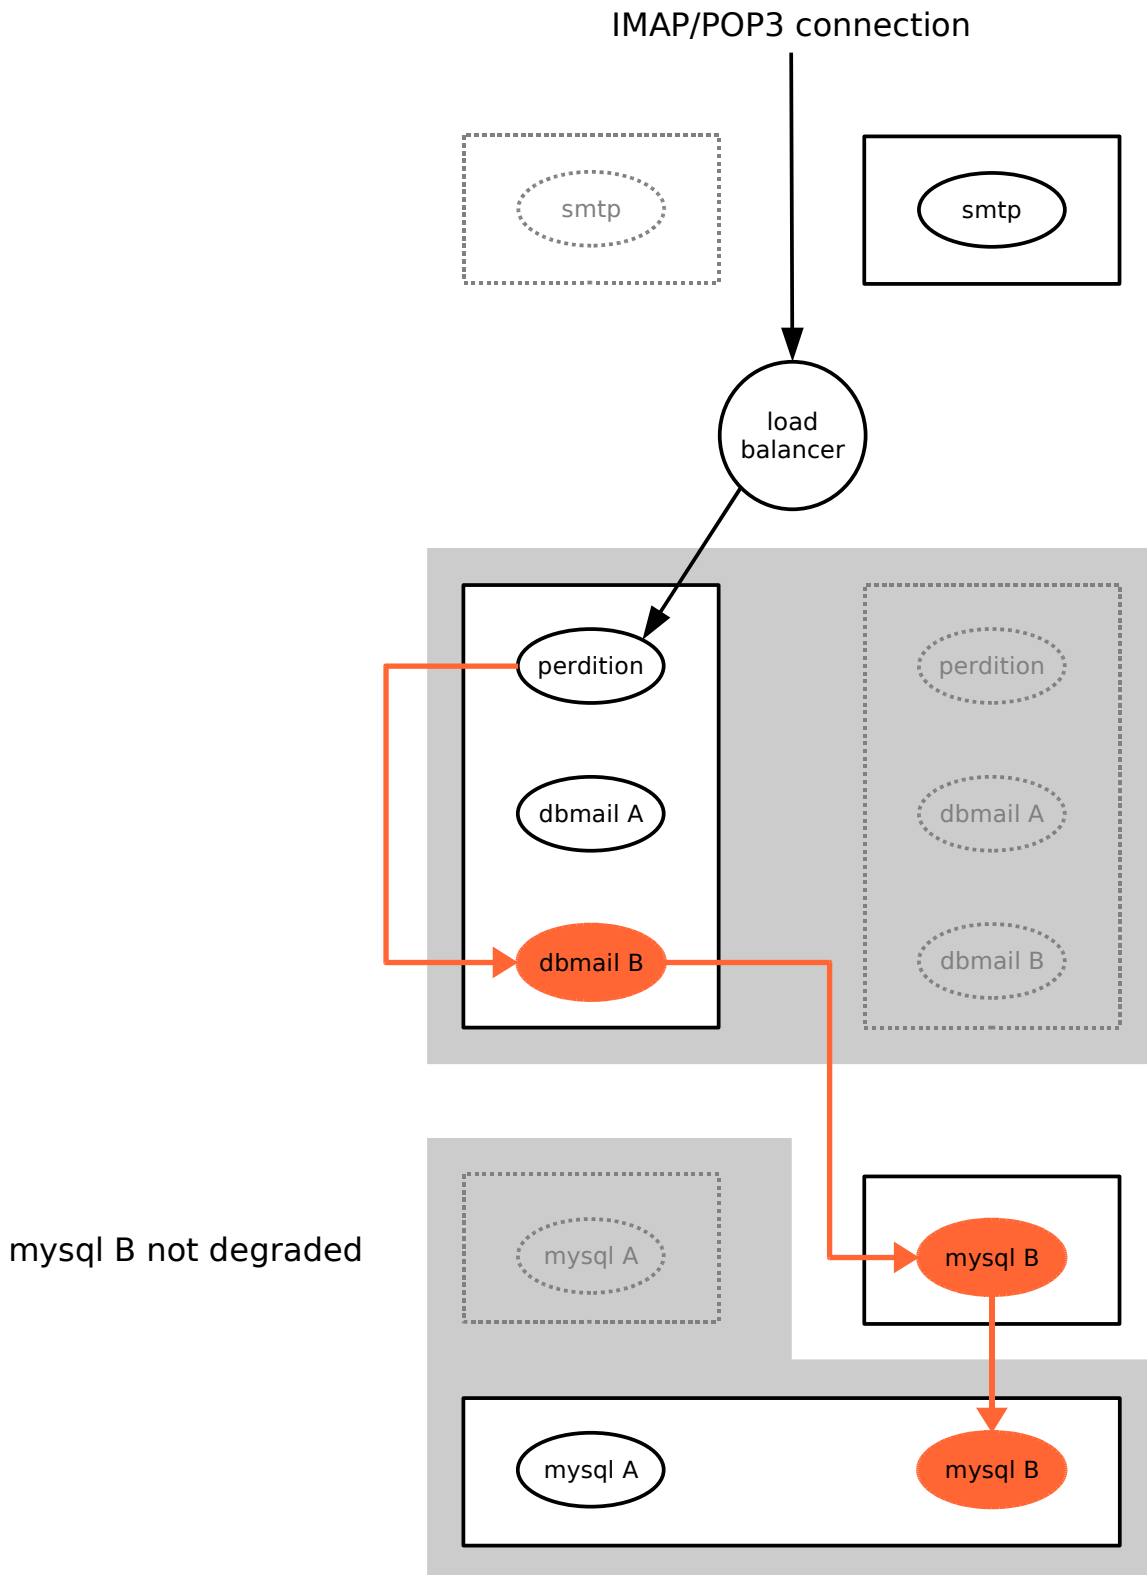 IMAP/POP3 connection
smtp
smtp
load
balancer
perdition
perdition
dbmail A
dbmail A
dbmail B
dbmail B
mysql B not degraded
mysql A
mysql B
mysql A
mysql B